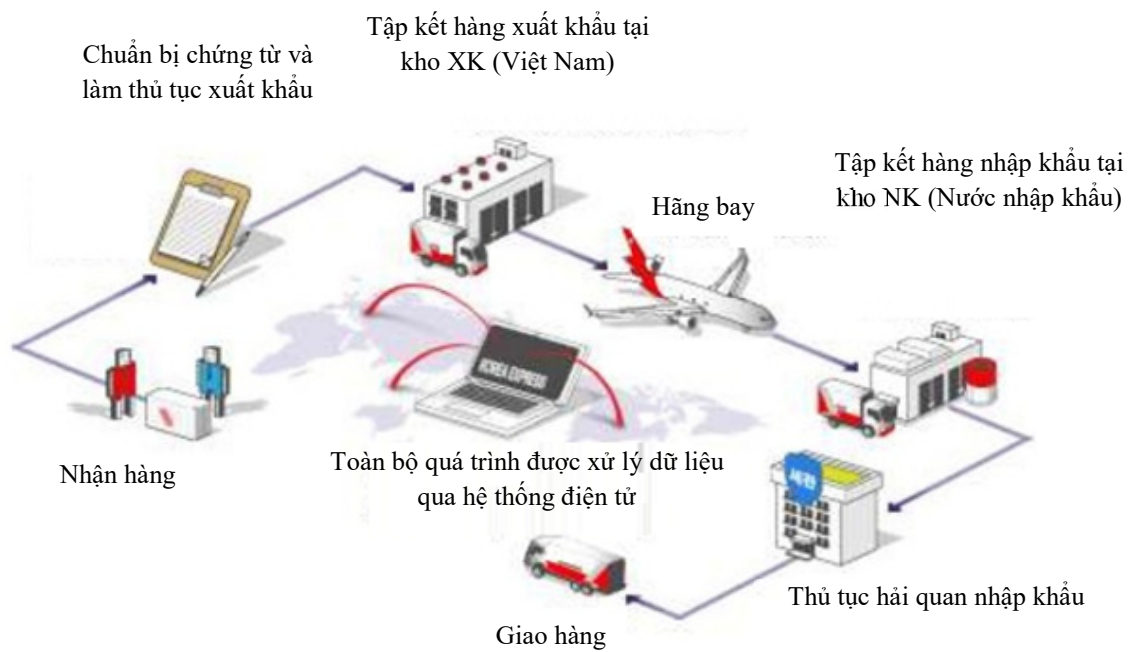 Tập kết hàng xuất khẩu tại
kho XK (Việt Nam)
Chuẩn bị chứng từ và
làm thủ tục xuất khẩu
Tập kết hàng nhập khẩu tại
kho NK (Nước nhập khẩu)
Hãng bay
KOREA EXPRESS
Nhận hàng
Toàn bộ quá trình được xử lý dữ liệu
qua hệ thống điện tử
세관
Thủ tục hải quan nhập khẩu
Giao hàng